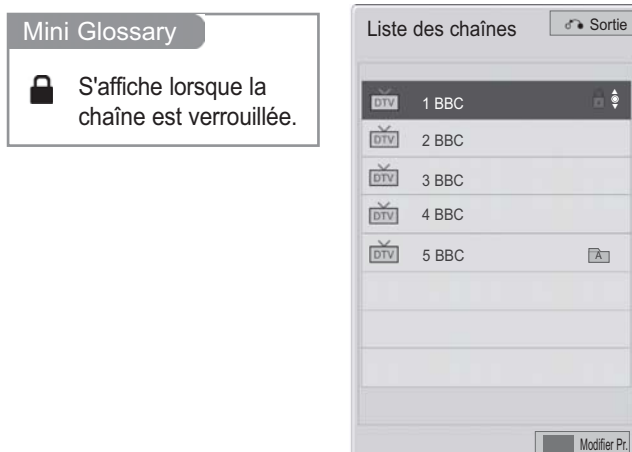 Mini Glossary
S'affiche lorsque la
chaîne est verrouillée.
Liste des chaînes
Sortie
DTV 1 BBC
DTV 2 BBC
DTV 3 BBC
DTV 4 BBC
DTV 5 BBC A
Modifier Pr.